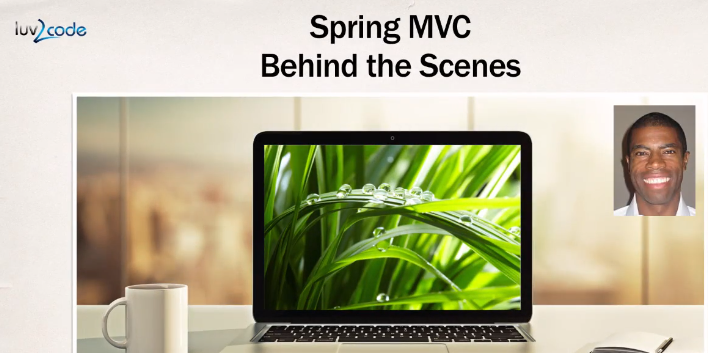 luv2code
Spring MVC
Behind the Scenes